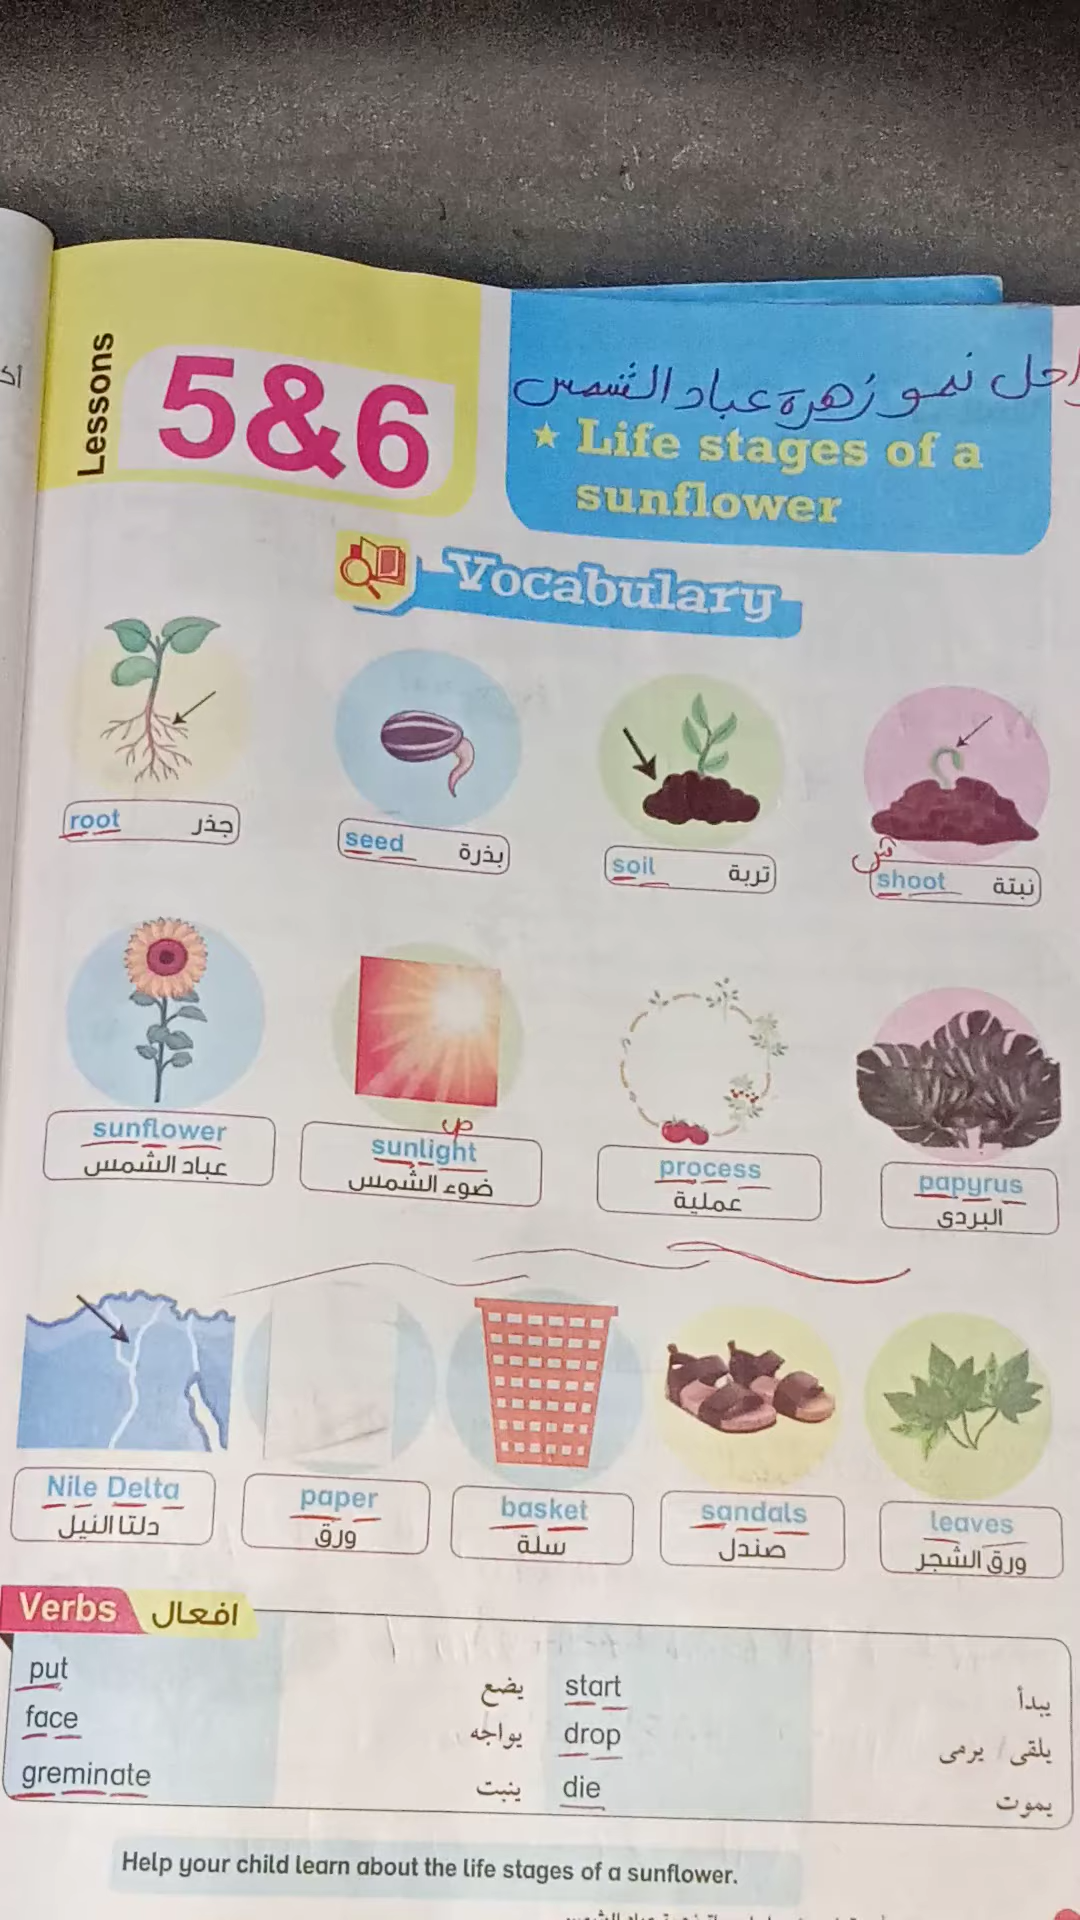 Lessons
5&6
احل نمو زهرة عباد الشمس
★ Life stages of a
sunflower
Vocabulary
root جذر
seed بذرة
soil تربة
ش
shoot نبتة
sunflower
عباد الشمس
ص
sunlight
ضوء الشمس
process
عملية
papyrus
البردى
Nile Delta
دلتا النيل
paper
ورق
basket
سلة
sandals
صندل
leaves
ورق الشجر
Verbs افعال
put يضع start يبدأ
face يواجه drop يلقى / يرمى
greminate ينبت die يموت
Help your child learn about the life stages of a sunflower.